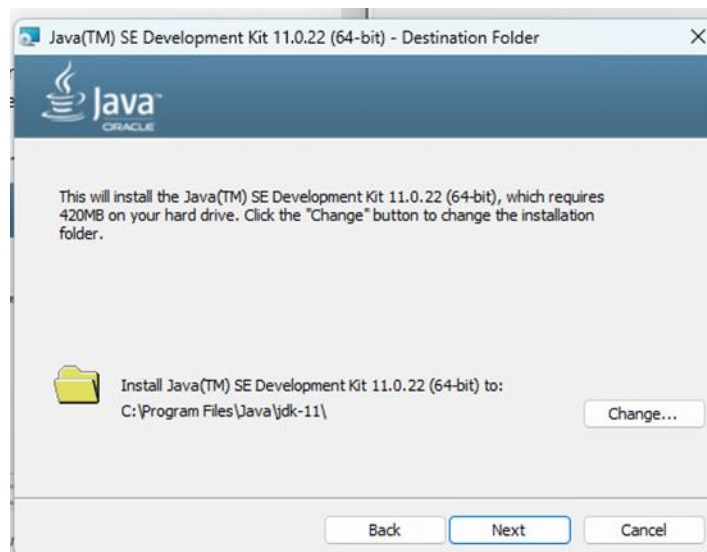 Java(TM) SE Development Kit 11.0.22 (64-bit) - Destination Folder
Java
ORACLE
This will install the Java(TM) SE Development Kit 11.0.22 (64-bit), which requires
420MB on your hard drive. Click the "Change" button to change the installation
folder.
Install Java(TM) SE Development Kit 11.0.22 (64-bit) to:
C:\Program Files\Java\jdk-11\
Change...
Back Next Cancel